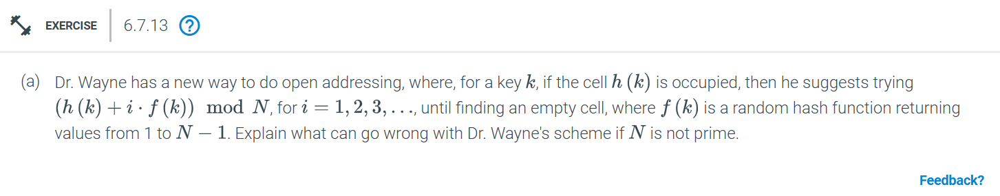 EXERCISE 6.7.13 ?
(a) Dr. Wayne has a new way to do open addressing, where, for a key k, if the cell h (k) is occupied, then he suggests trying
(h (k) + i · f (k)) mod N, for i = 1, 2, 3, . . ., until finding an empty cell, where f (k) is a random hash function returning
values from 1 to N − 1. Explain what can go wrong with Dr. Wayne's scheme if N is not prime.
Feedback?